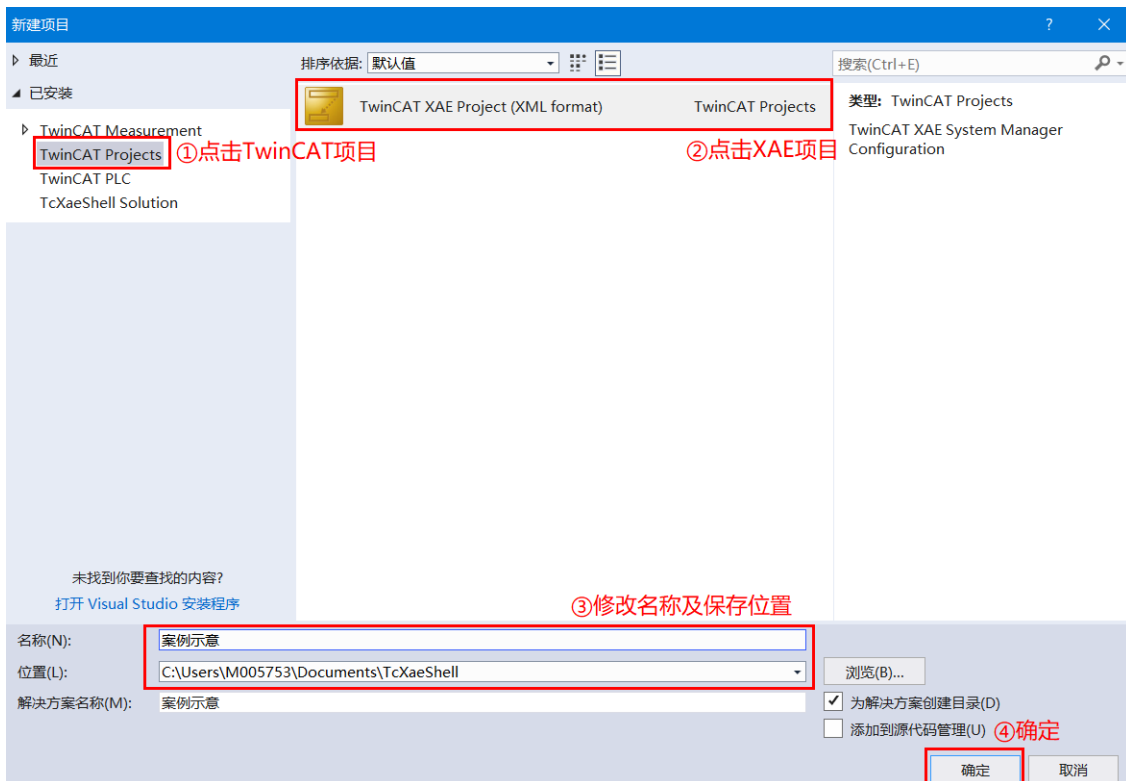 新建项目
最近
排序依据: 默认值
搜索(Ctrl+E)
已安装
TwinCAT XAE Project (XML format) TwinCAT Projects
类型: TwinCAT Projects
TwinCAT Measurement
TwinCAT XAE System Manager
Configuration
TwinCAT Projects
①点击TwinCAT项目
②点击XAE项目
TwinCAT PLC
TcXaeShell Solution
未找到你要查找的内容?
打开 Visual Studio 安装程序
③修改名称及保存位置
名称(N): 案例示意
位置(L): C:\Users\M005753\Documents\TcXaeShell 浏览(B)...
解决方案名称(M): 案例示意
为解决方案创建目录(D)
添加到源代码管理(U)
④确定
确定 取消